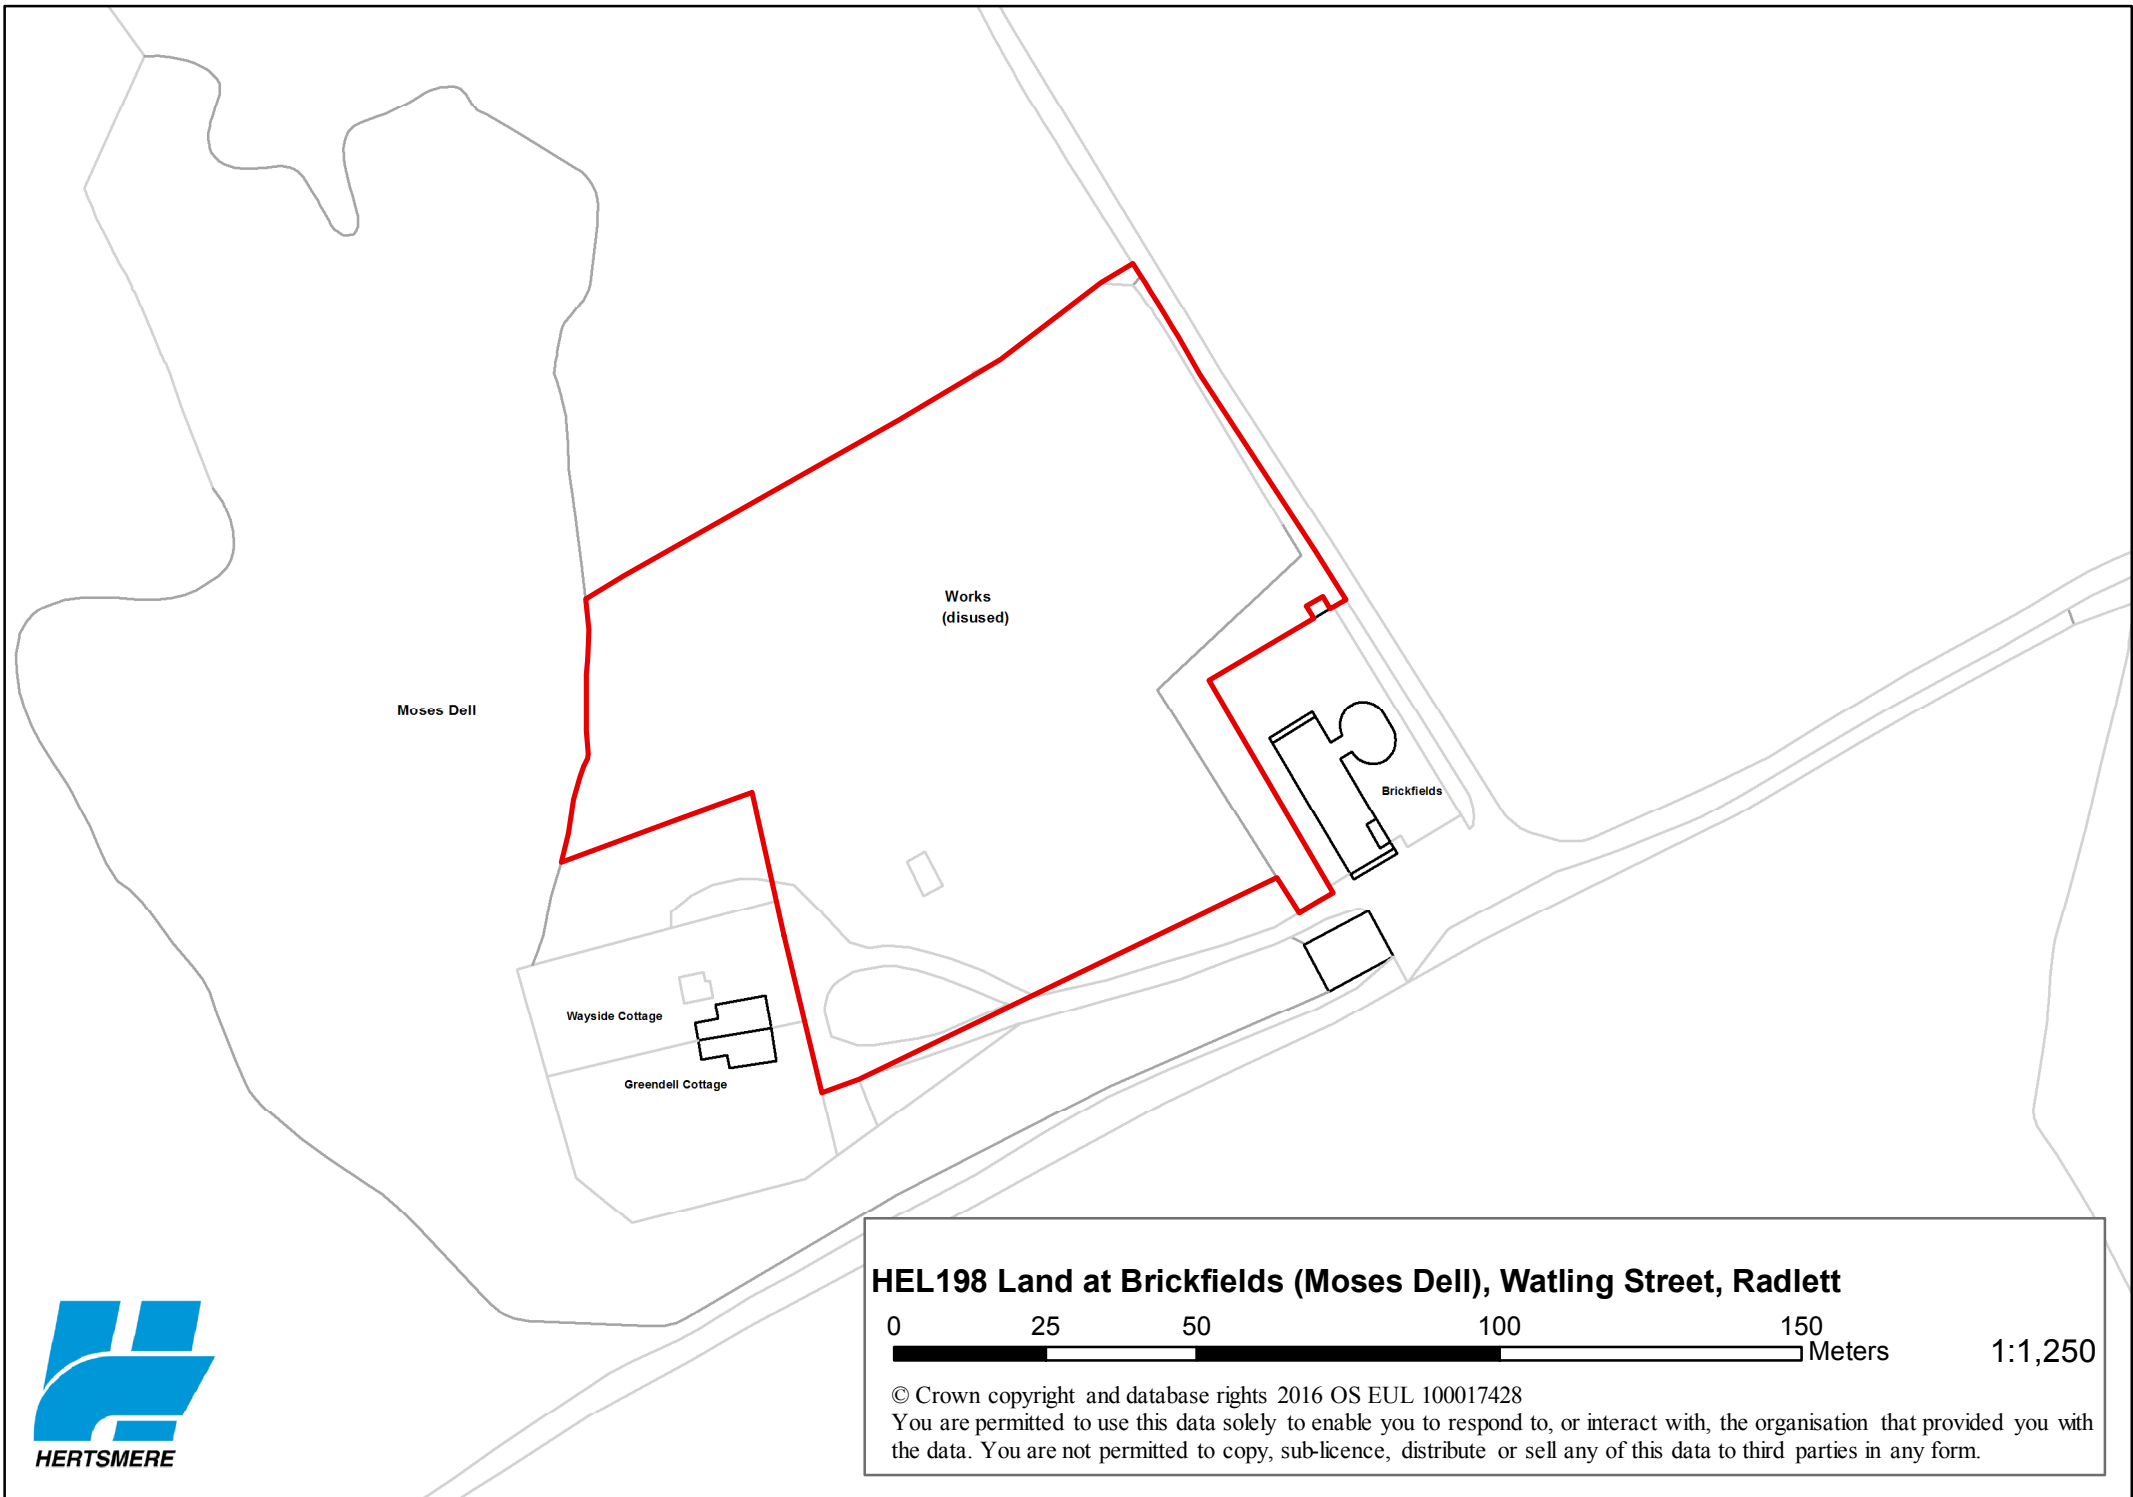 Works
(disused)
Moses Dell
Brickfields
Wayside Cottage
Greendell Cottage
HEL198 Land at Brickfields (Moses Dell), Watling Street, Radlett
0 25 50 100 150
Meters
1:1,250
© Crown copyright and database rights 2016 OS EUL 100017428
You are permitted to use this data solely to enable you to respond to, or interact with, the organisation that provided you with
the data. You are not permitted to copy, sub-licence, distribute or sell any of this data to third parties in any form.
HERTSMERE